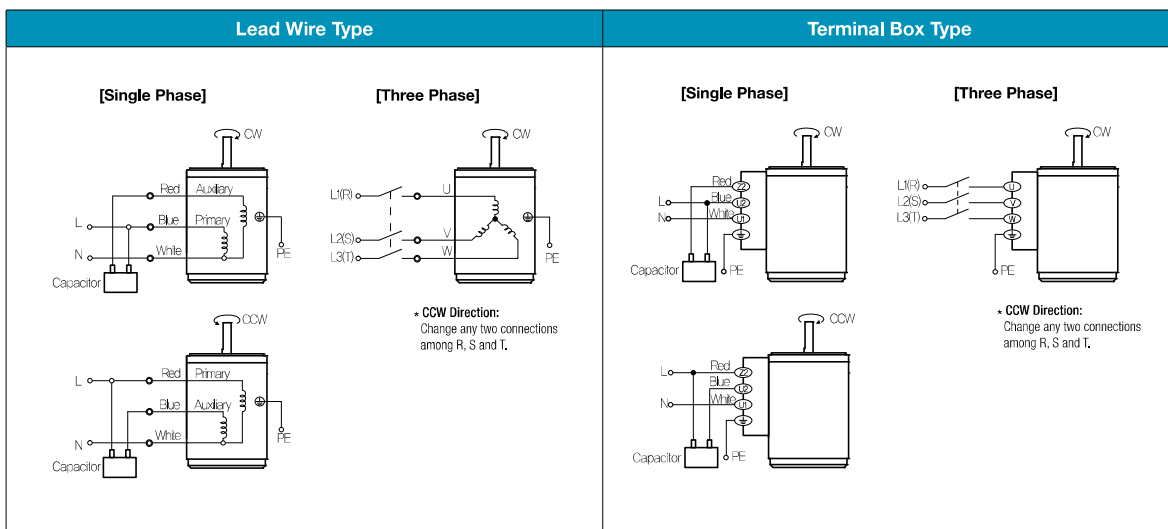 Lead Wire Type
[Single Phase]
[Three Phase]
CW
Red Auxiliary
L Blue Primary
N White
PE
Capacitor
CW
L1(R) U
L2(S) V
L3(T) W
PE
* CCW Direction:
Change any two connections
among R, S and T.
CCW
L Red Primary
Blue Auxiliary
N White
PE
Capacitor
Terminal Box Type
[Single Phase]
[Three Phase]
CW
Red Z2
L Blue U2
N White U1
PE
Capacitor
CW
L1(R) U
L2(S) V
L3(T) W
PE
* CCW Direction:
Change any two connections
among R, S and T.
CCW
L Red Z2
Blue U2
N White U1
PE
Capacitor